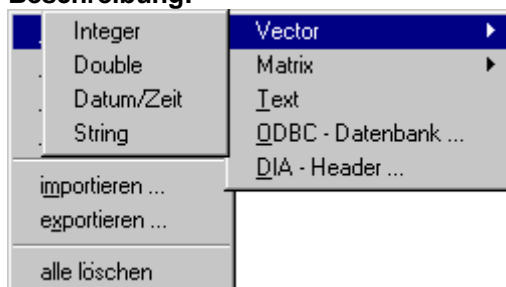 Beschreibung:
Integer
Double
Datum/Zeit
String
Vector
Matrix
Text
ODBC - Datenbank ...
DIA - Header ...
importieren ...
exportieren ...
alle löschen